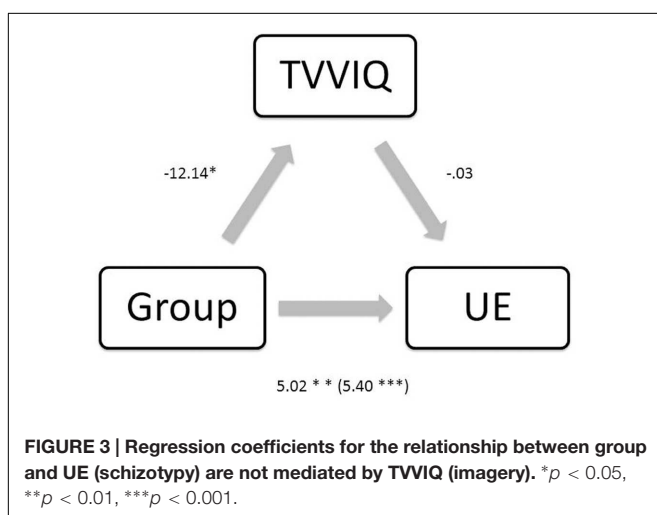 TVVIQ
-12.14*
-.03
Group
UE
5.02 * * (5.40 ***)
FIGURE 3 | Regression coefficients for the relationship between group
and UE (schizotypy) are not mediated by TVVIQ (imagery). *p < 0.05,
**p < 0.01, ***p < 0.001.